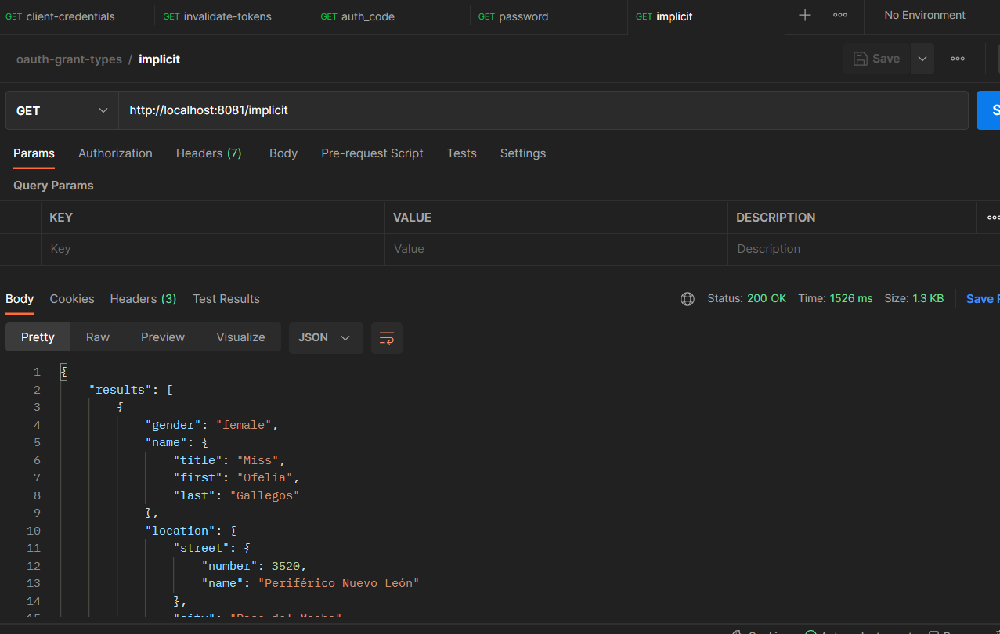 GET client-credentials GET invalidate-tokens GET auth_code GET password GET implicit No Environment
oauth-grant-types / implicit Save
GET http://localhost:8081/implicit
Params Authorization Headers (7) Body Pre-request Script Tests Settings
Query Params
KEY VALUE DESCRIPTION
Key Value Description
Body Cookies Headers (3) Test Results Status: 200 OK Time: 1526 ms Size: 1.3 KB Save
Pretty Raw Preview Visualize JSON
1 {
2 "results": [
3 {
4 "gender": "female",
5 "name": {
6 "title": "Miss",
7 "first": "Ofelia",
8 "last": "Gallegos"
9 },
10 "location": {
11 "street": {
12 "number": 3520,
13 "name": "Periférico Nuevo León"
14 },